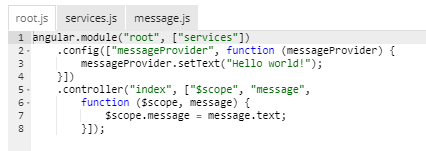 root.js services.js message.js
1 angular.module("root", ["services"])
2 .config(["messageProvider", function (messageProvider) {
3 messageProvider.setText("Hello world!");
4 }])
5 .controller("index", ["$scope", "message",
6 function ($scope, message) {
7 $scope.message = message.text;
8 }]);